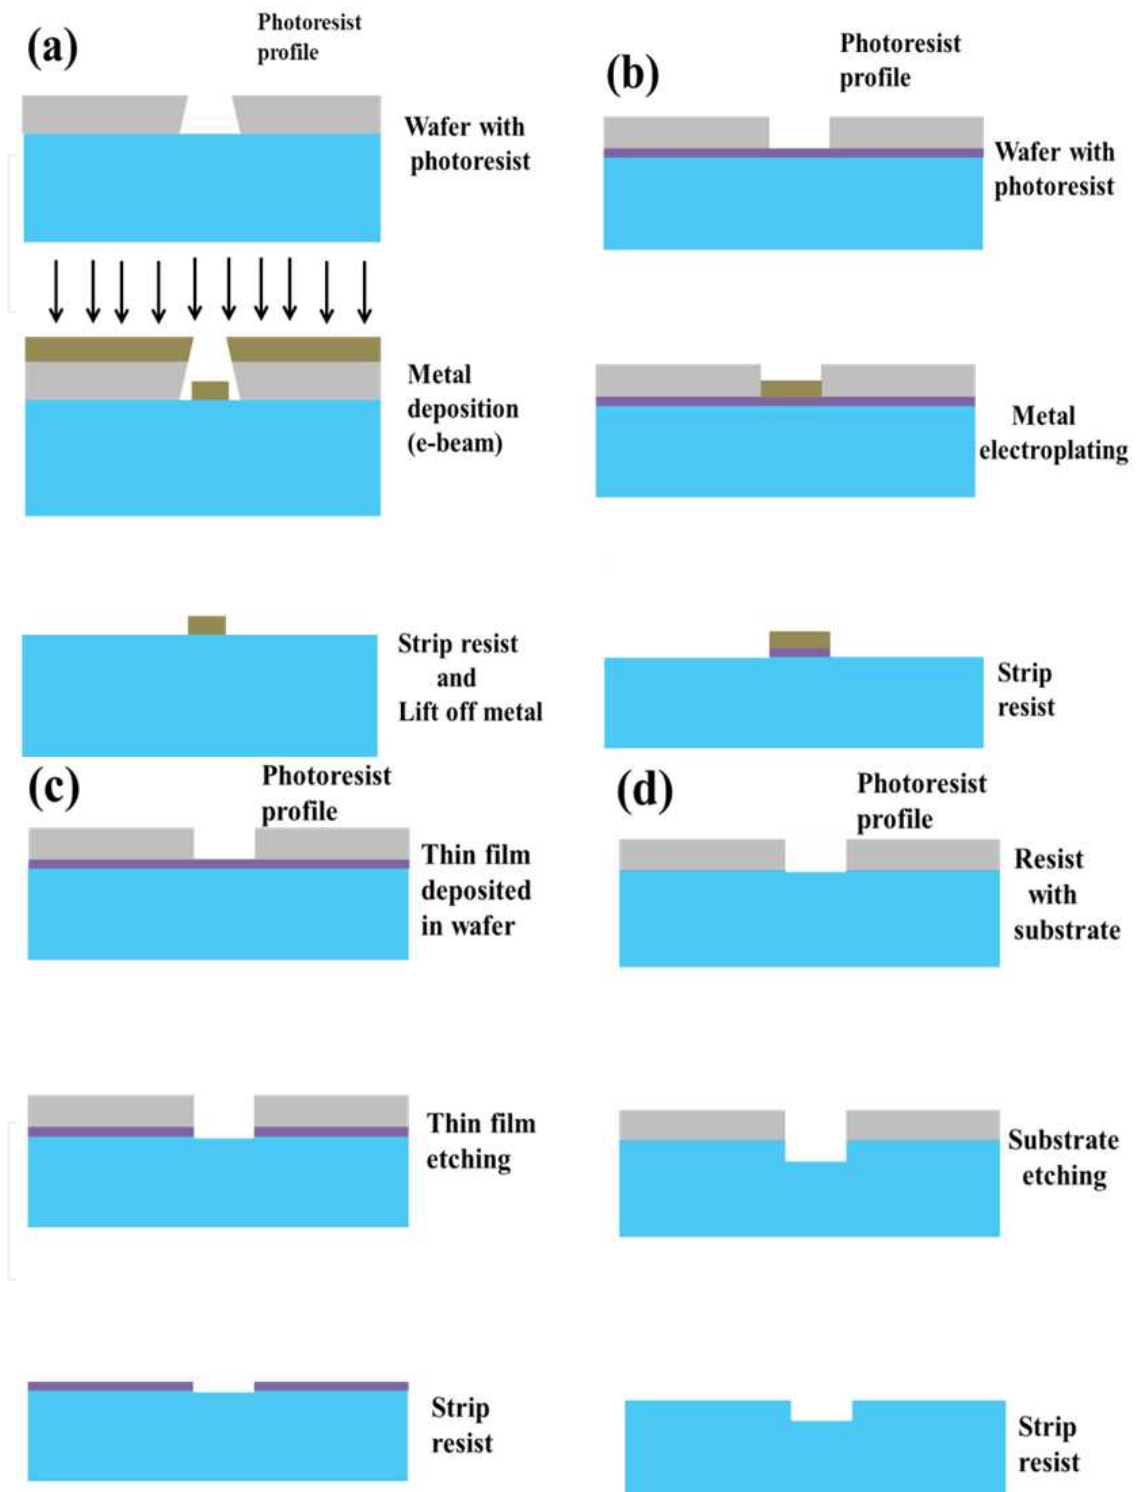 (a)
Photoresist
profile
Wafer with
photoresist
Metal
deposition
(e-beam)
Strip resist
and
Lift off metal
(b)
Photoresist
profile
Wafer with
photoresist
Metal
electroplating
Strip
resist
(c)
Photoresist
profile
Thin film
deposited
in wafer
Thin film
etching
Strip
resist
(d)
Photoresist
profile
Resist
with
substrate
Substrate
etching
Strip
resist